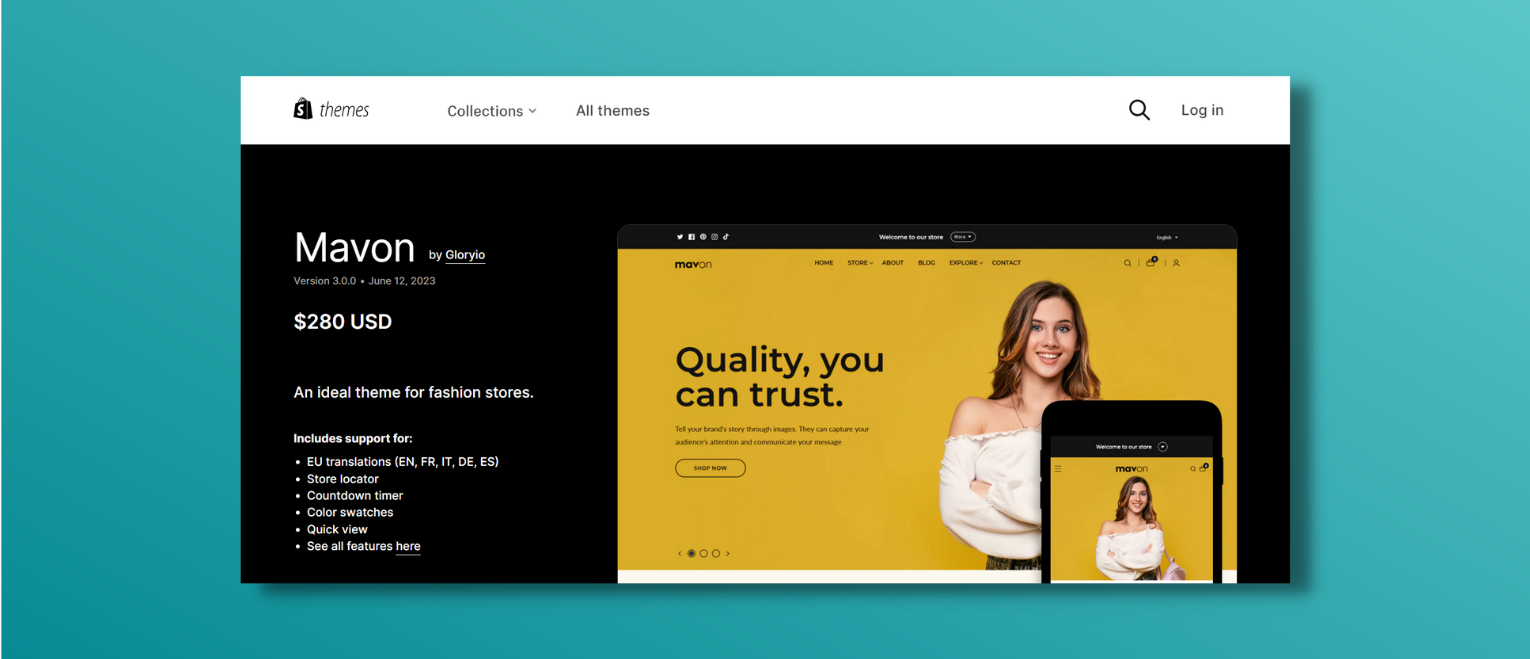 themes
Collections
All themes
Log in
Mavon by Gloryio
Version 3.0.0 • June 12, 2023
$280 USD
An ideal theme for fashion stores.
Includes support for:
• EU translations (EN, FR, IT, DE, ES)
• Store locator
• Countdown timer
• Color swatches
• Quick view
• See all features here
Welcome to our store
More
English
mavon
HOME STORE ABOUT BLOG EXPLORE CONTACT
0
Quality, you
can trust.
Tell your brand's story through images. They can capture your
audience's attention and communicate your message
SHOP NOW
Welcome to our store
mavon
0